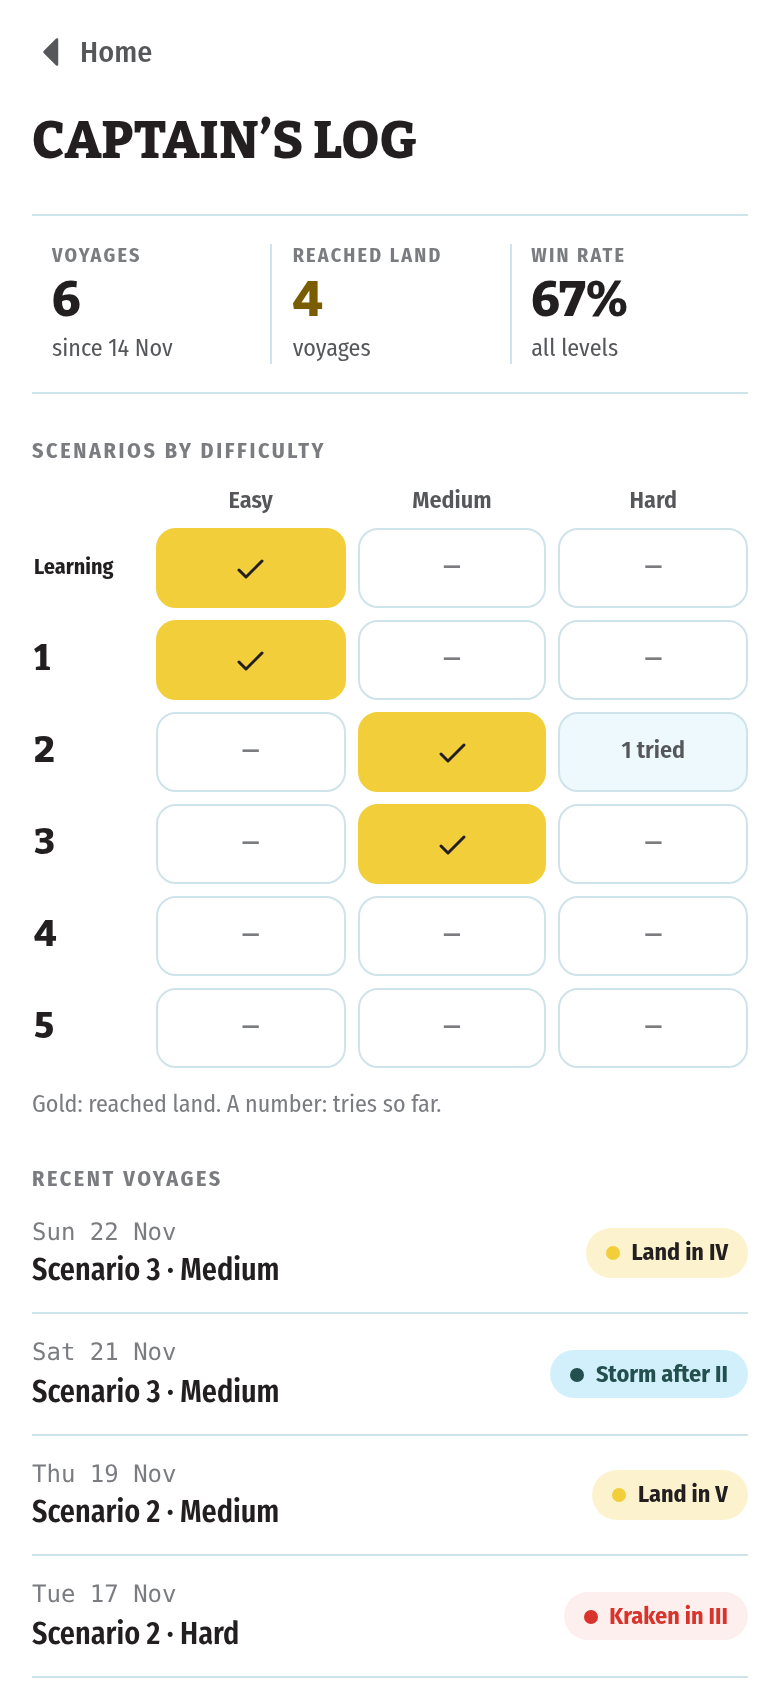 Home
CAPTAIN’S LOG
VOYAGES
6
since 14 Nov
REACHED LAND
4
voyages
WIN RATE
67%
all levels
SCENARIOS BY DIFFICULTY
Easy Medium Hard
Learning ✓ – –
1 ✓ – –
2 – ✓ 1 tried
3 – ✓ –
4 – – –
5 – – –
Gold: reached land. A number: tries so far.
RECENT VOYAGES
Sun 22 Nov
Scenario 3 · Medium
Land in IV
Sat 21 Nov
Scenario 3 · Medium
Storm after II
Thu 19 Nov
Scenario 2 · Medium
Land in V
Tue 17 Nov
Scenario 2 · Hard
Kraken in III